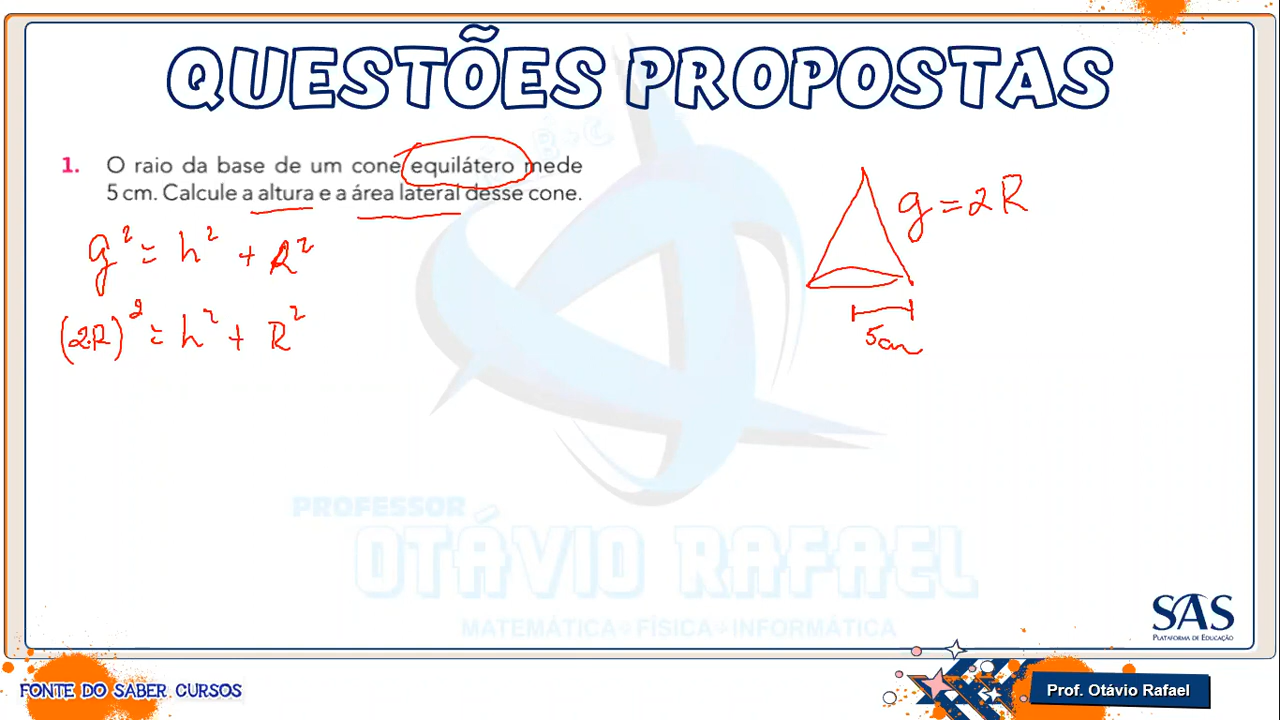 QUESTÕES PROPOSTAS
1. O raio da base de um cone equilátero mede
5 cm. Calcule a altura e a área lateral desse cone.
g² = h² + R²
(2R)² = h² + R²
g = 2R
5cm
PROFESSOR
OTÁVIO RAFAEL
MATEMÁTICA FÍSICA INFORMÁTICA
SAS
PLATAFORMA DE EDUCAÇÃO
FONTE DO SABER CURSOS
Prof. Otávio Rafael